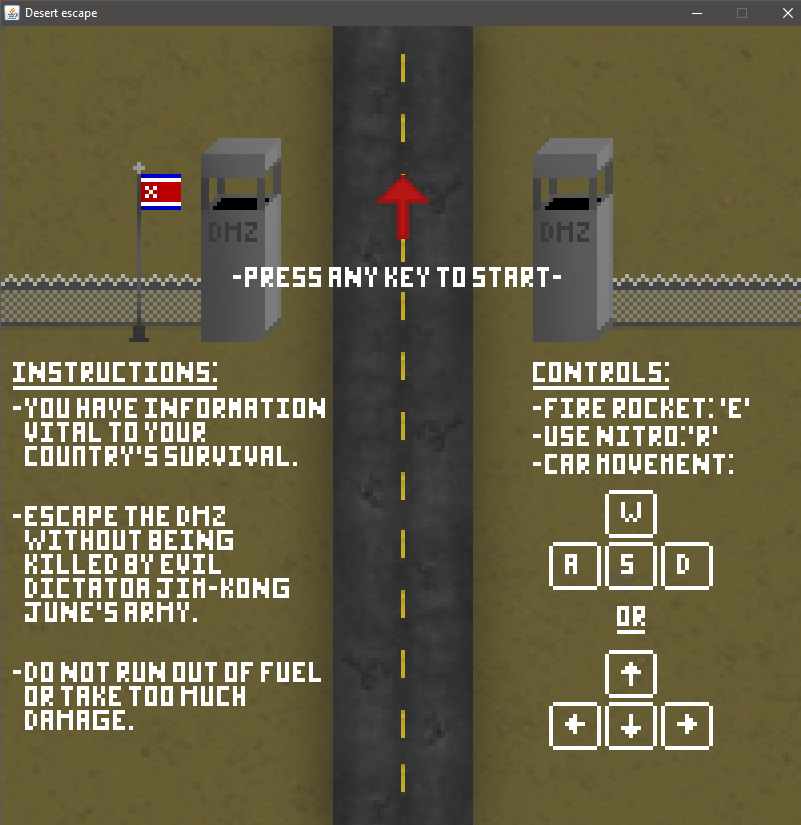 Desert escape
DMZ
DMZ
-PRESS ANY KEY TO START-
INSTRUCTIONS:
-YOU HAVE INFORMATION
VITAL TO YOUR
COUNTRY'S SURVIVAL.
-ESCAPE THE DMZ
WITHOUT BEING
KILLED BY EVIL
DICTATOR JIM-KONG
JUNE'S ARMY.
-DO NOT RUN OUT OF FUEL
OR TAKE TOO MUCH
DAMAGE.
CONTROLS:
-FIRE ROCKET: 'E'
-USE NITRO:'R'
-CAR MOVEMENT:
W
A S D
OR
↑
← ↓ →